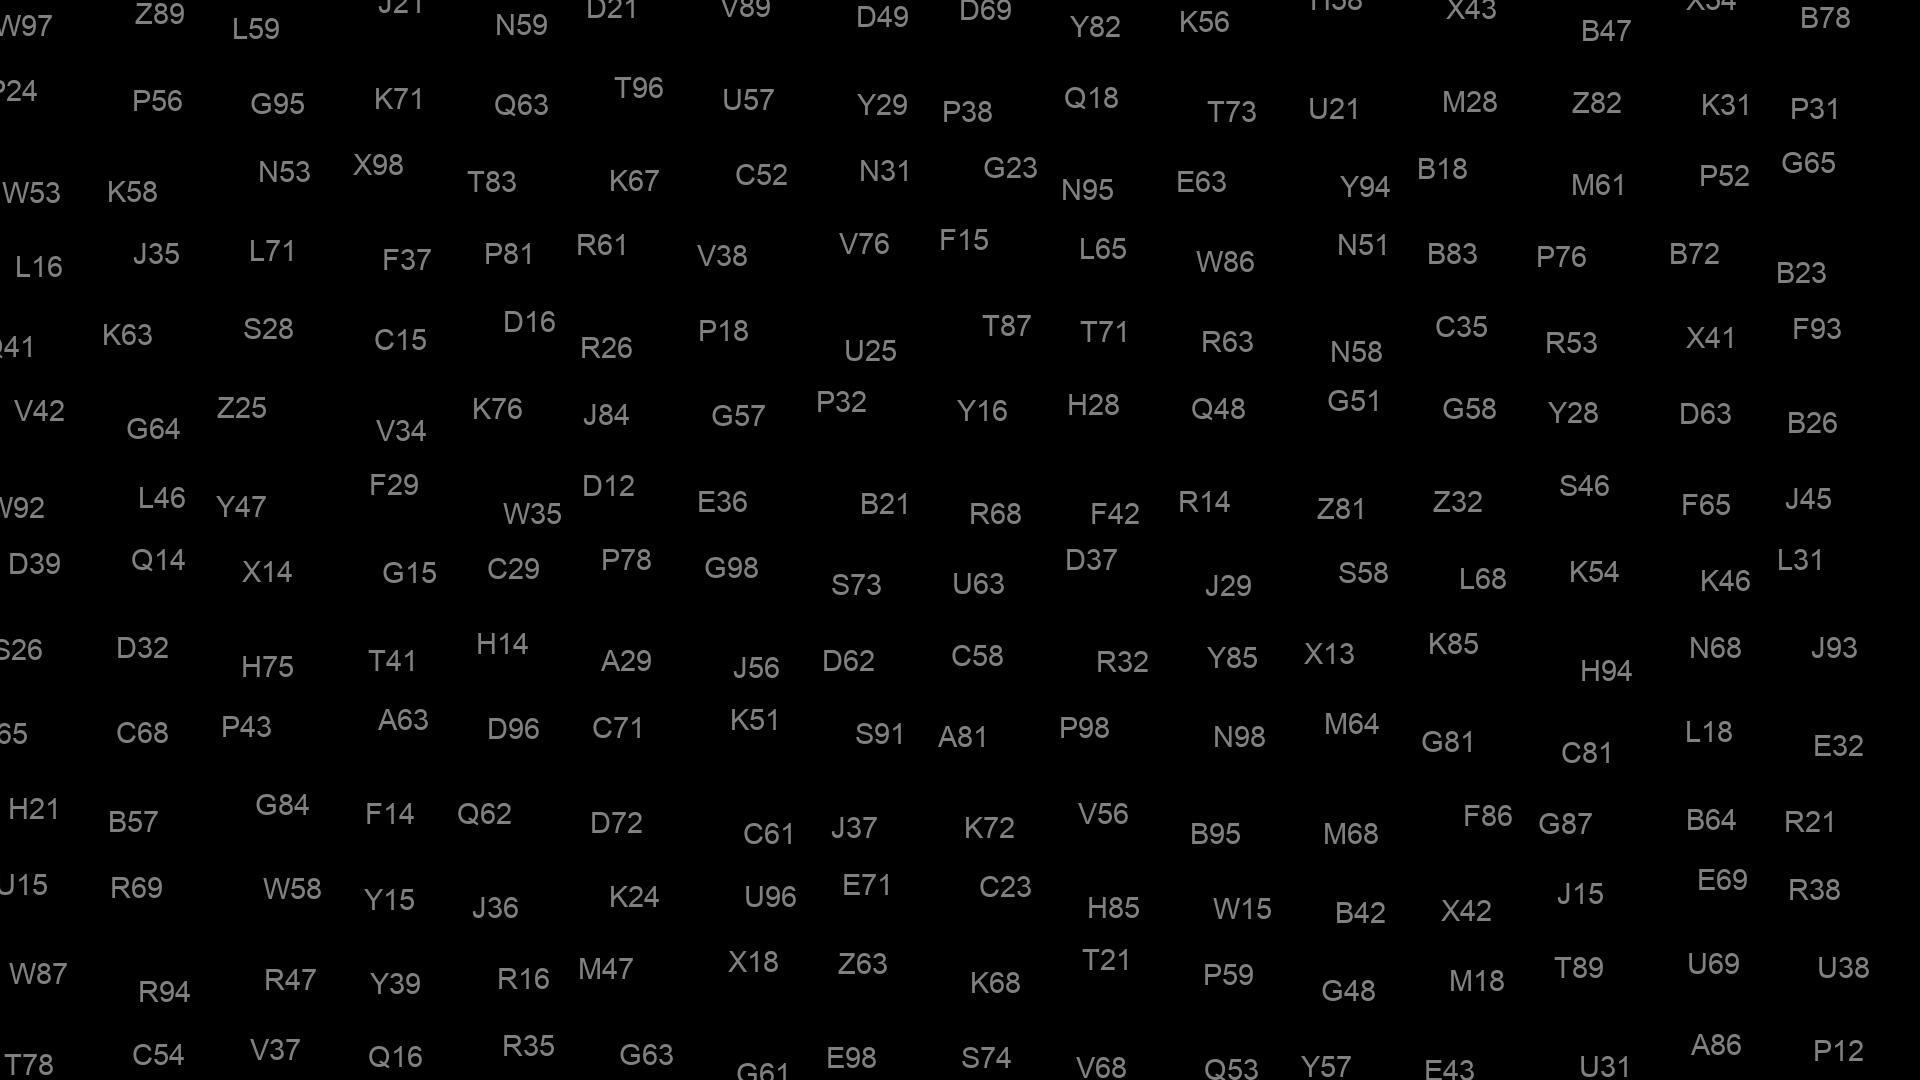 W97 Z89 L59 J21 N59 D21 V89 D49 D69 Y82 K56 H58 X43 B47 X54 B78
P24 P56 G95 K71 Q63 T96 U57 Y29 P38 Q18 T73 U21 M28 Z82 K31 P31
W53 K58 N53 X98 T83 K67 C52 N31 G23 N95 E63 Y94 B18 M61 P52 G65
L16 J35 L71 F37 P81 R61 V38 V76 F15 L65 W86 N51 B83 P76 B72 B23
K63 S28 C15 D16 R26 P18 U25 T87 T71 R63 N58 C35 R53 X41 F93
V42 G64 Z25 V34 K76 J84 G57 P32 Y16 H28 Q48 G51 G58 Y28 D63 B26
W92 L46 Y47 F29 W35 D12 E36 B21 R68 F42 R14 Z81 Z32 S46 F65 J45
D39 Q14 X14 G15 C29 P78 G98 S73 U63 D37 J29 S58 L68 K54 K46 L31
S26 D32 H75 T41 H14 A29 J56 D62 C58 R32 Y85 X13 K85 H94 N68 J93
65 C68 P43 A63 D96 C71 K51 S91 A81 P98 N98 M64 G81 C81 L18 E32
H21 B57 G84 F14 Q62 D72 C61 J37 K72 V56 B95 M68 F86 G87 B64 R21
U15 R69 W58 Y15 J36 K24 U96 E71 C23 H85 W15 B42 X42 J15 E69 R38
W87 R94 R47 Y39 R16 M47 X18 Z63 K68 T21 P59 G48 M18 T89 U69 U38
T78 C54 V37 Q16 R35 G63 G61 E98 S74 V68 Q53 Y57 E43 U31 A86 P12